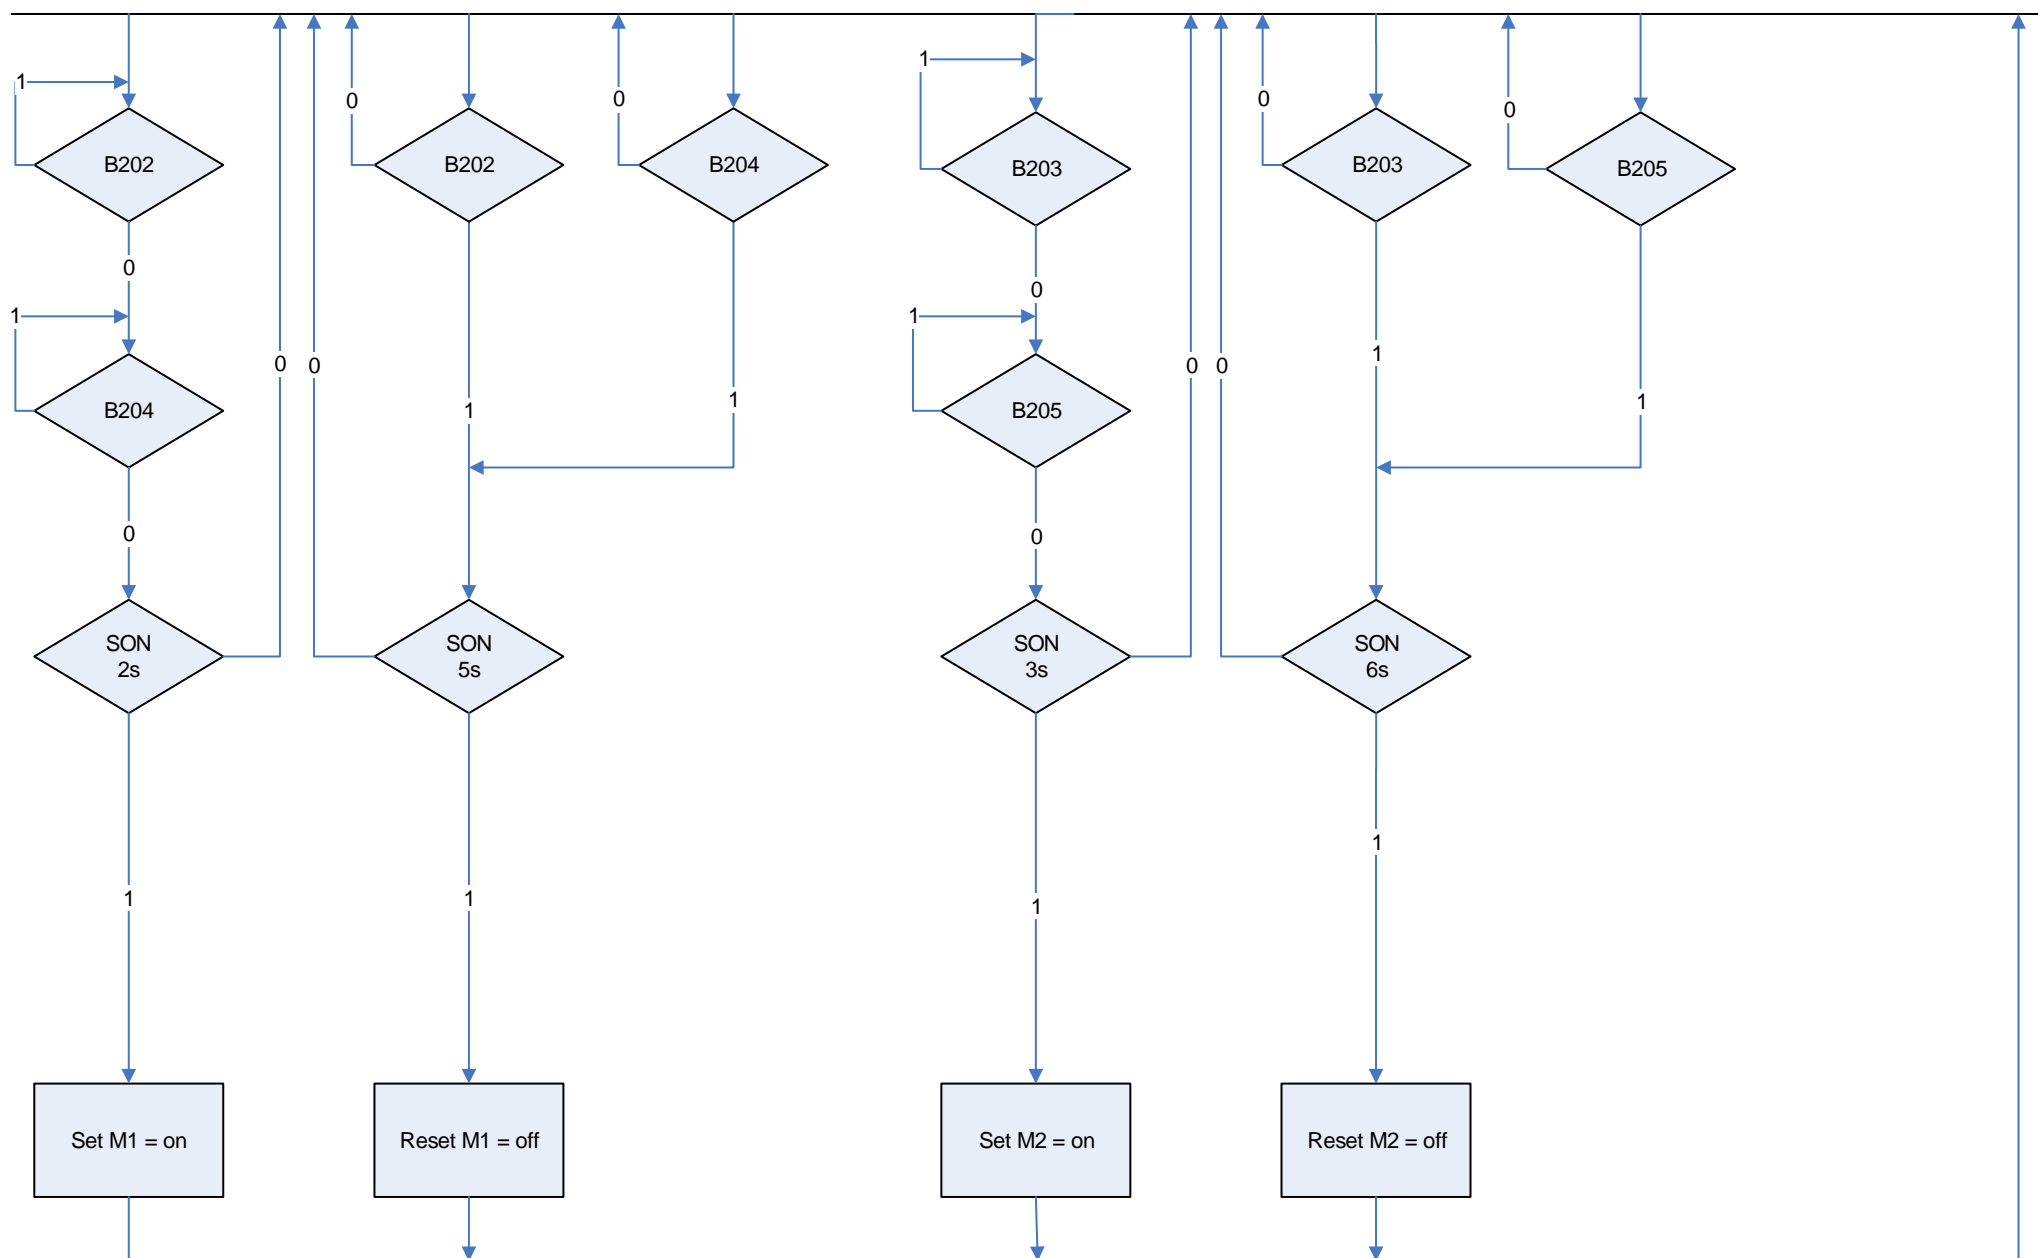 1
0
0
1
0
0
B202
B202
B204
B203
B203
B205
0
0
1
1
0
0
0
0
1
B204
1
1
B205
1
0
0
SON
2s
SON
5s
SON
3s
SON
6s
1
1
1
1
Set M1 = on
Reset M1 = off
Set M2 = on
Reset M2 = off